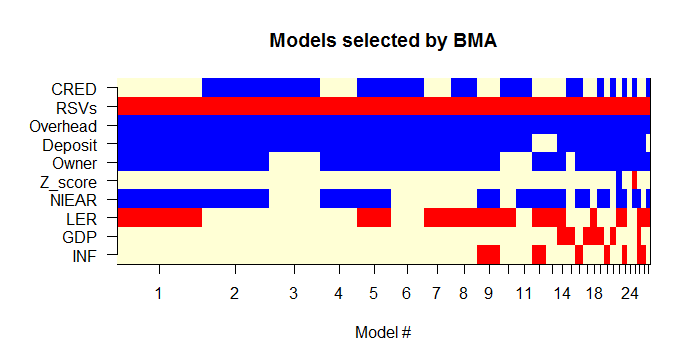 Models selected by BMA
CRED
RSVs
Overhead
Deposit
Owner
Z_score
NIEAR
LER
GDP
INF
1 2 3 4 5 6 7 8 9 11 14 18 24
Model #